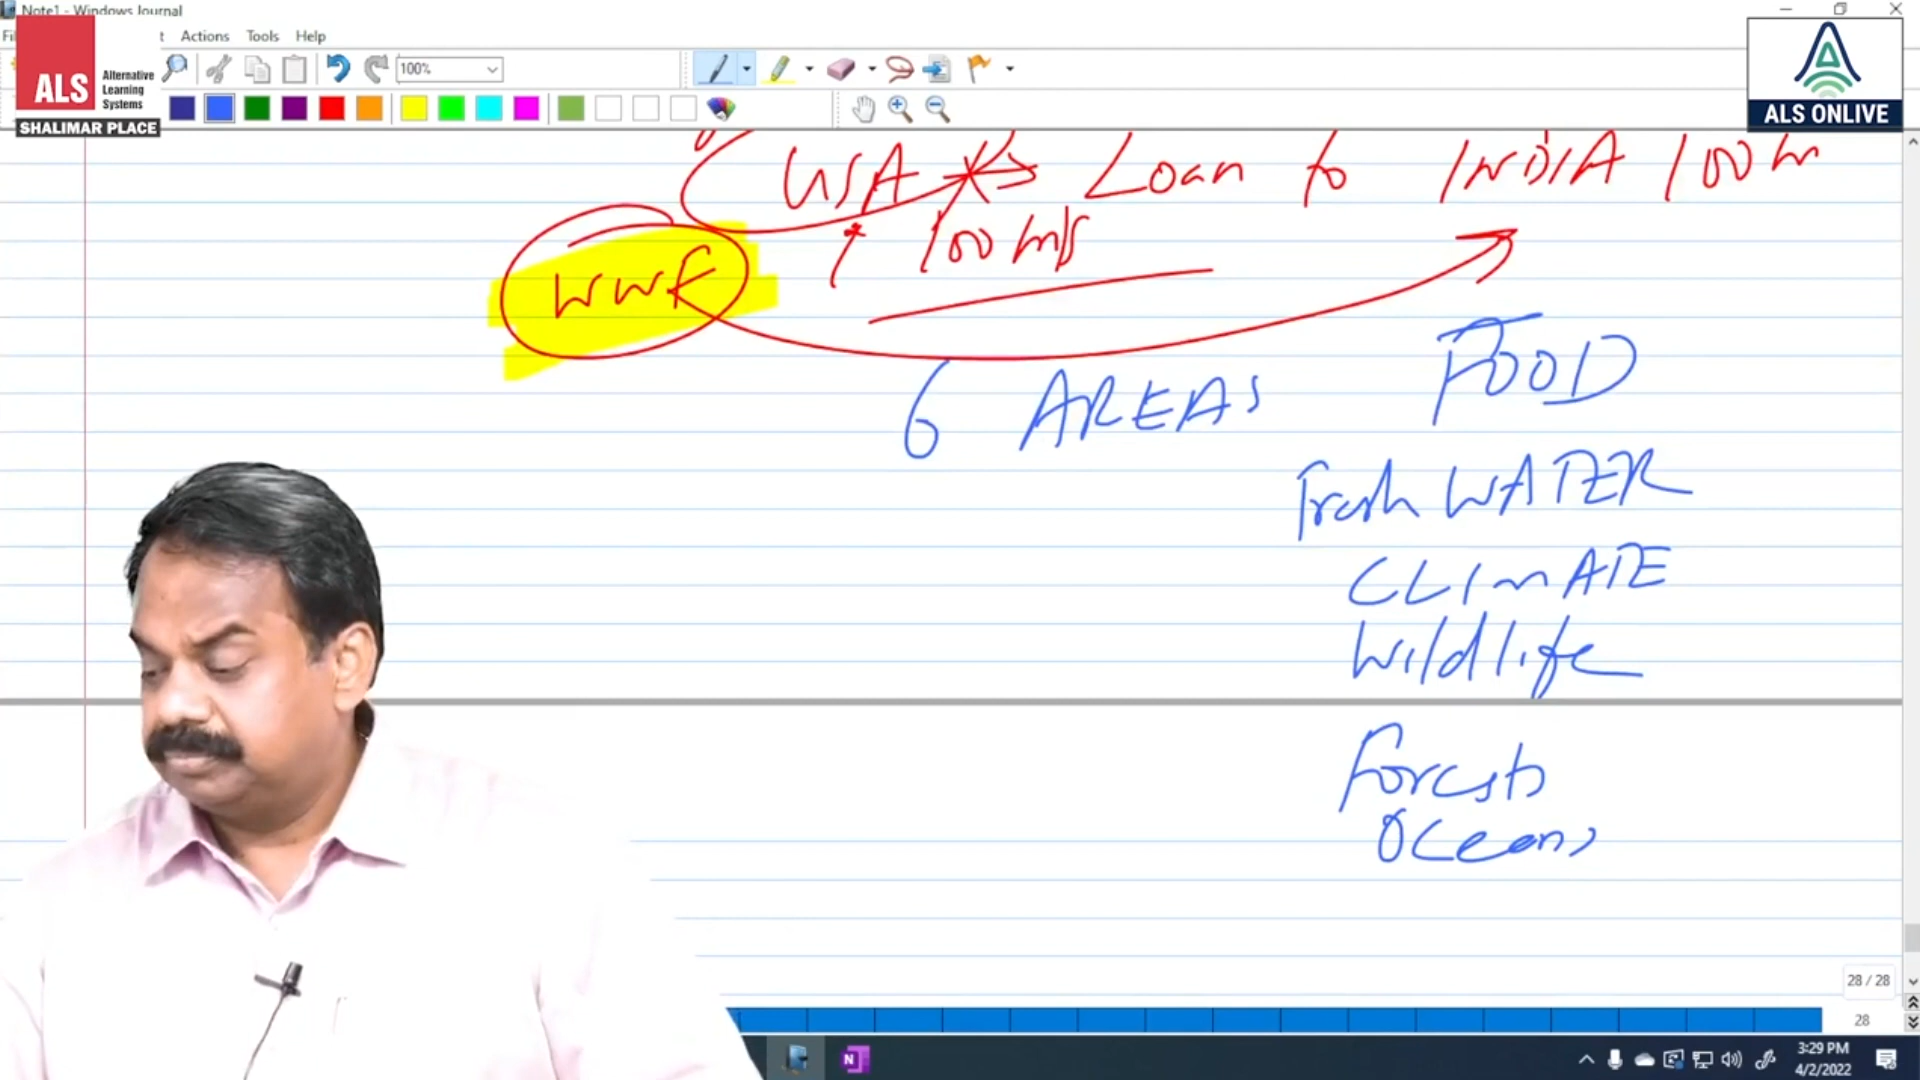 Note1 - Windows Journal
Actions Tools Help
ALS
Alternative
Learning
Systems
SHALIMAR PLACE
100%
ALS ONLIVE
USA Loan to INDIA 100 m
100 m$
WWF
6 AREAS
FOOD
Fresh WATER
CLIMATE
Wildlife
Forests
Oceans
28 / 28
28
3:29 PM
4/2/2022